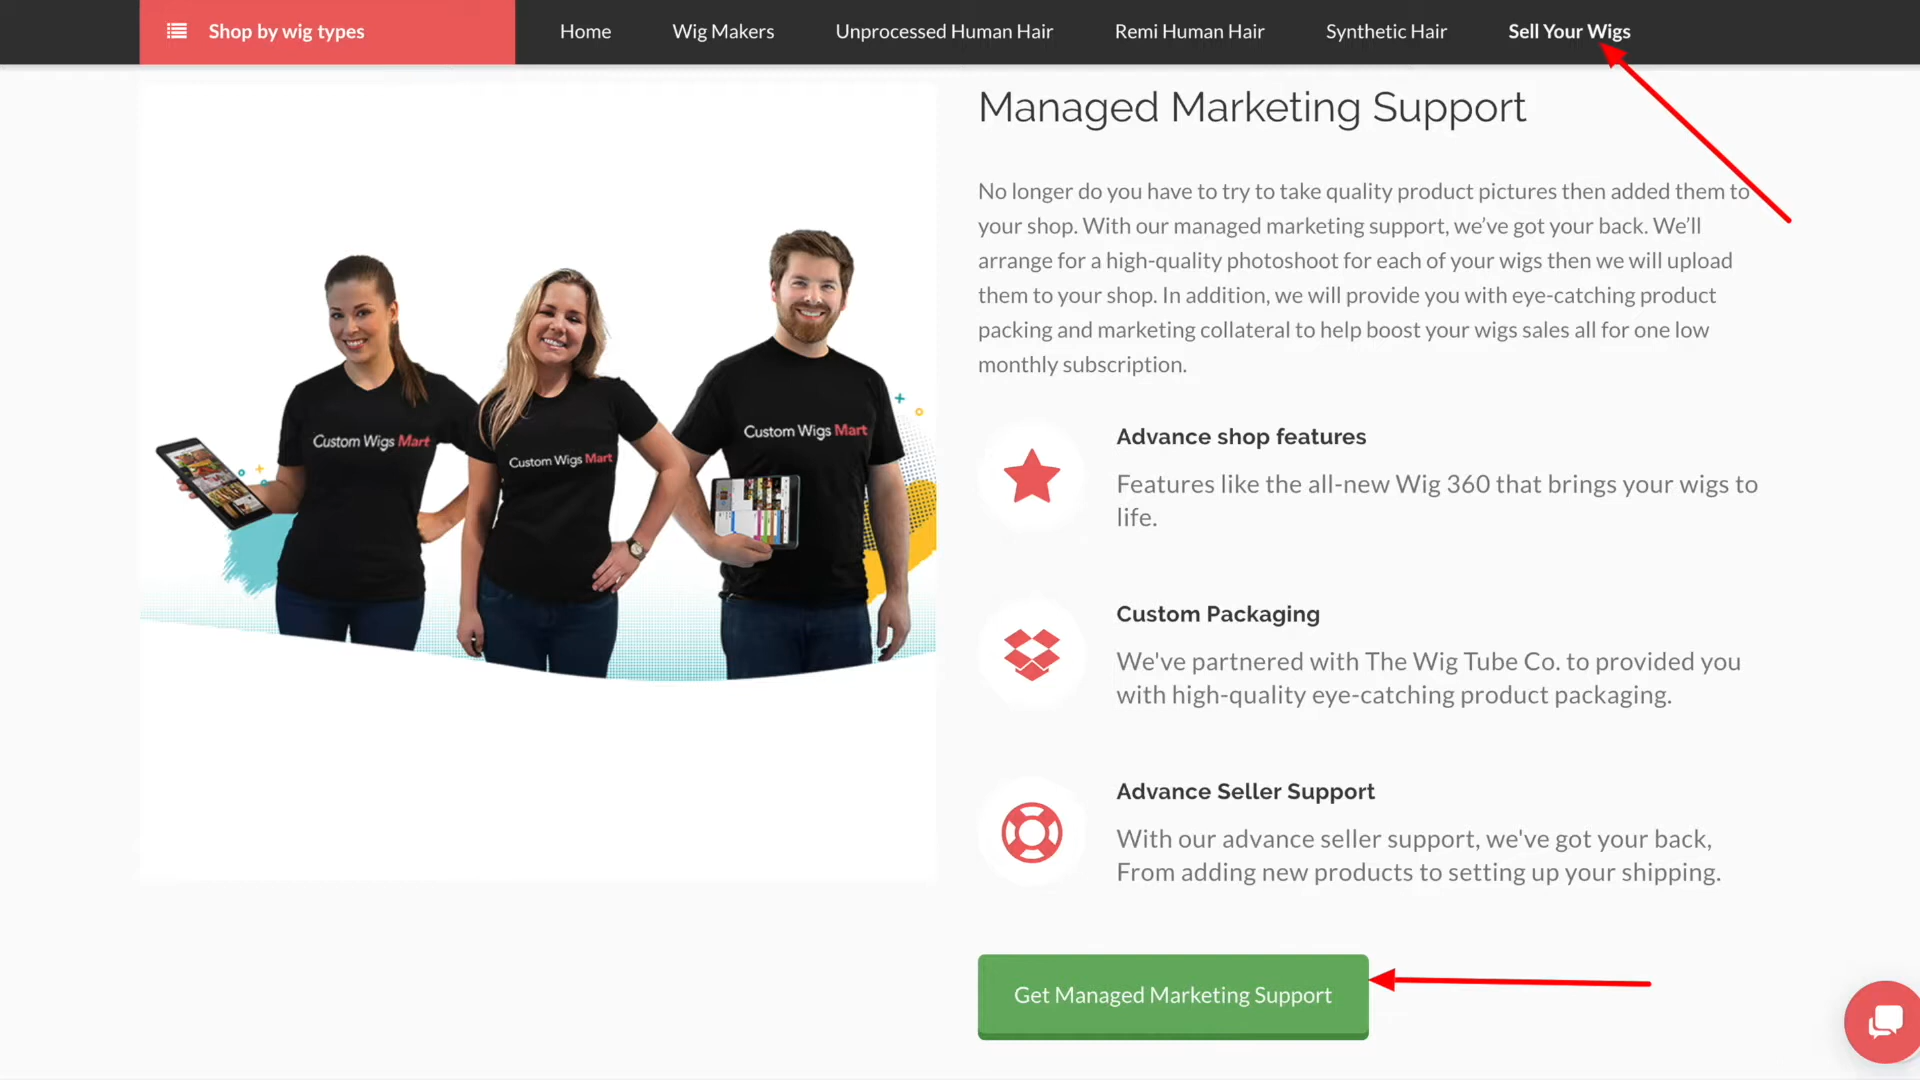 Shop by wig types
Home
Wig Makers
Unprocessed Human Hair
Remi Human Hair
Synthetic Hair
Sell Your Wigs
Custom Wigs Mart
Custom Wigs Mart
Custom Wigs Mart
Managed Marketing Support
No longer do you have to try to take quality product pictures then added them to
your shop. With our managed marketing support, we’ve got your back. We’ll
arrange for a high-quality photoshoot for each of your wigs then we will upload
them to your shop. In addition, we will provide you with eye-catching product
packing and marketing collateral to help boost your wigs sales all for one low
monthly subscription.
Advance shop features
Features like the all-new Wig 360 that brings your wigs to
life.
Custom Packaging
We've partnered with The Wig Tube Co. to provided you
with high-quality eye-catching product packaging.
Advance Seller Support
With our advance seller support, we've got your back,
From adding new products to setting up your shipping.
Get Managed Marketing Support